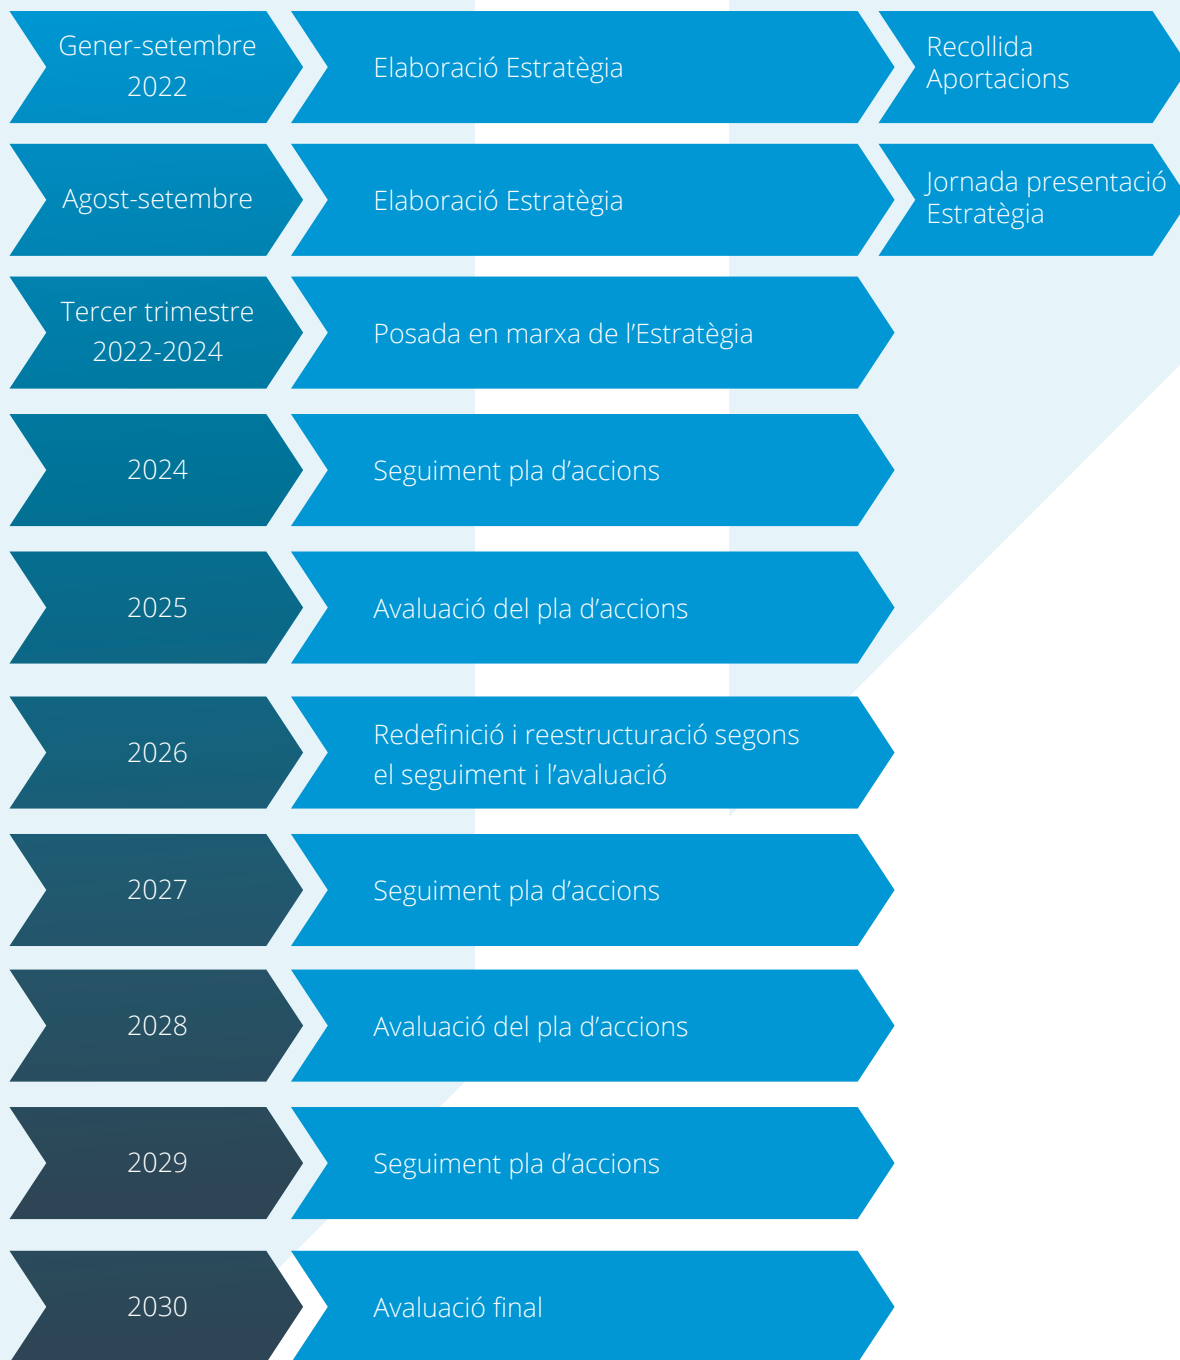 Gener-setembre
2022
Elaboració Estratègia
Recollida
Aportacions
Agost-setembre
Elaboració Estratègia
Jornada presentació
Estratègia
Tercer trimestre
2022-2024
Posada en marxa de l’Estratègia
2024
Seguiment pla d’accions
2025
Avaluació del pla d’accions
2026
Redefinició i reestructuració segons
el seguiment i l’avaluació
2027
Seguiment pla d’accions
2028
Avaluació del pla d’accions
2029
Seguiment pla d’accions
2030
Avaluació final